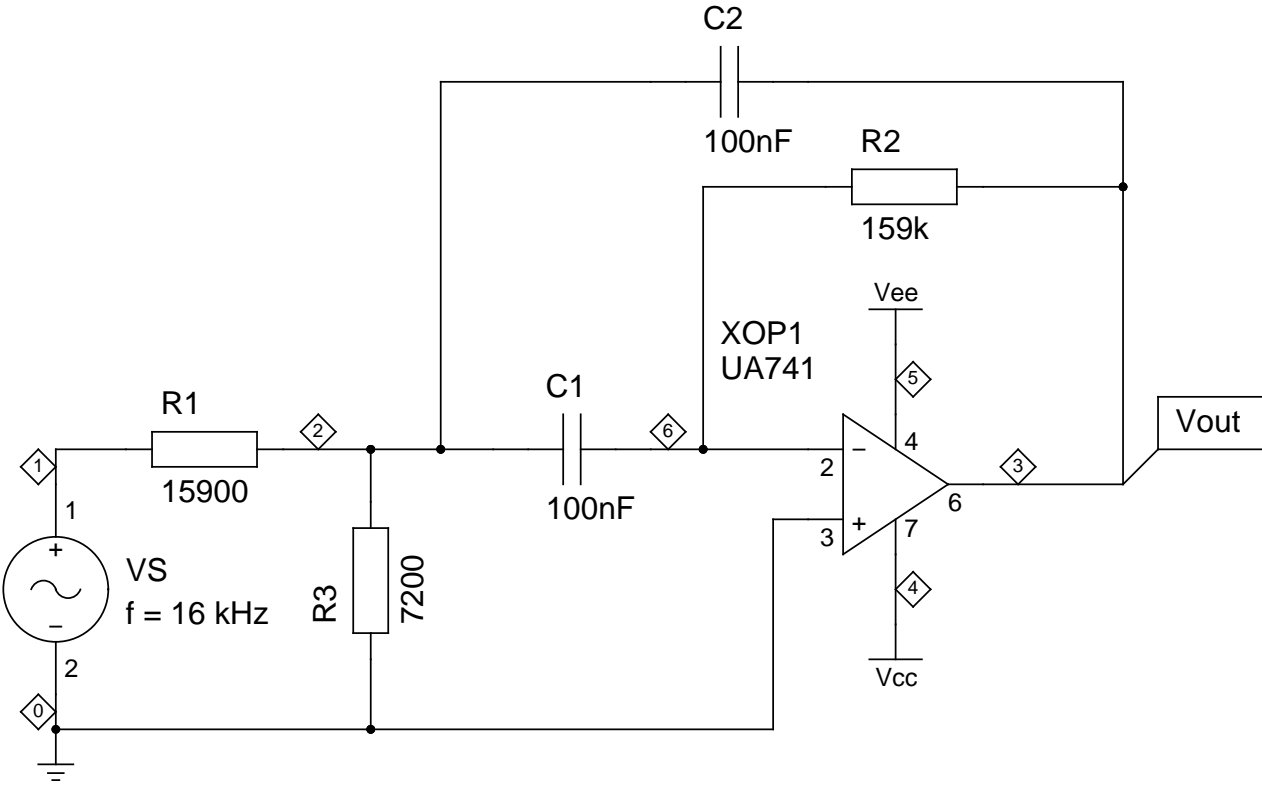 C2
100nF
R2
159k
Vee
XOP1
UA741
5
C1
R1
2
6
Vout
1
4
−
2
3
15900
1
100nF
6
+
3
7
+
VS
f = 16 kHz
−
R3
7200
4
2
Vcc
0